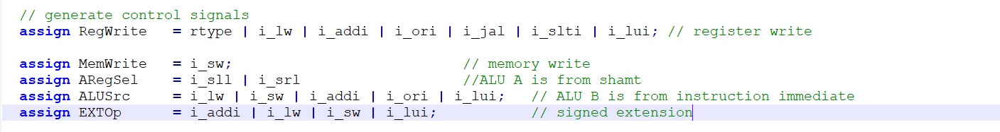 // generate control signals
assign RegWrite   = rtype | i_lw | i_addi | i_ori | i_jal | i_slti | i_lui; // register write
assign MemWrite   = i_sw;                           // memory write
assign ARegSel    = i_sll | i_srl                   //ALU A is from shamt
assign ALUSrc     = i_lw | i_sw | i_addi | i_ori | i_lui;   // ALU B is from instruction immediate
assign EXTOp      = i_addi | i_lw | i_sw | i_lui;           // signed extension